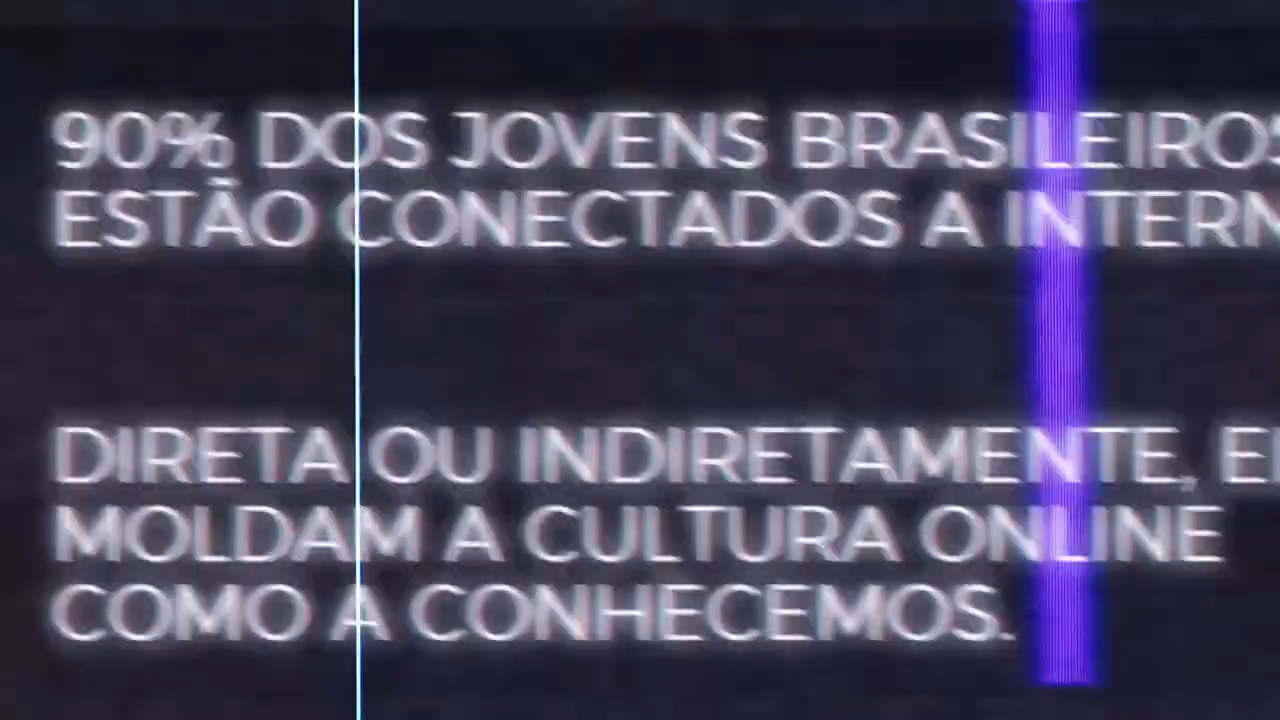 90% DOS JOVENS BRASILEIROS
ESTÃO CONECTADOS A
DIRETA OU INDIRETAMENTE,
MOLDAM A CULTURA ONLINE
COMO A CONHECEMOS.